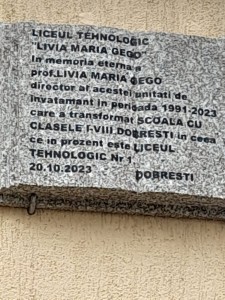 LICEUL TEHNOLOGIC
"LIVIA MARIA GEGO"
In memoria eternă a
prof.LIVIA MARIA GEGO
director al acestei unitati de
invatamant in perioada 1991-2023
care a transformat SCOALA CU
CLASELE I-VIII DOBRESTI in ceea
ce in prezent este LICEUL
TEHNOLOGIC Nr 1
DOBRESTI
20.10.2023